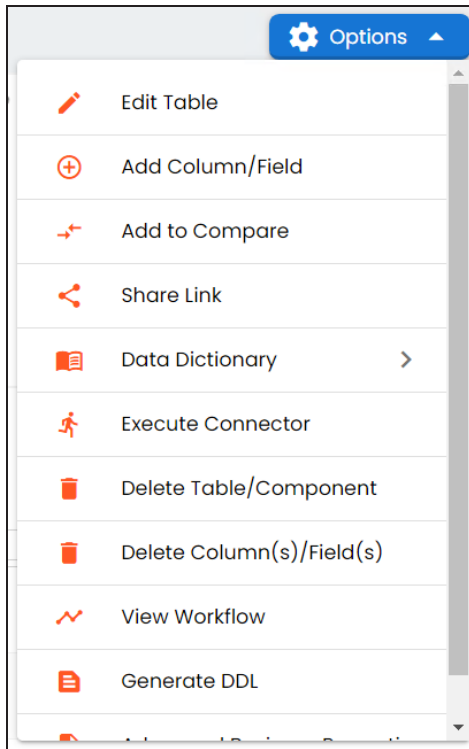 Options
Edit Table
Add Column/Field
Add to Compare
Share Link
Data Dictionary
Execute Connector
Delete Table/Component
Delete Column(s)/Field(s)
View Workflow
Generate DDL